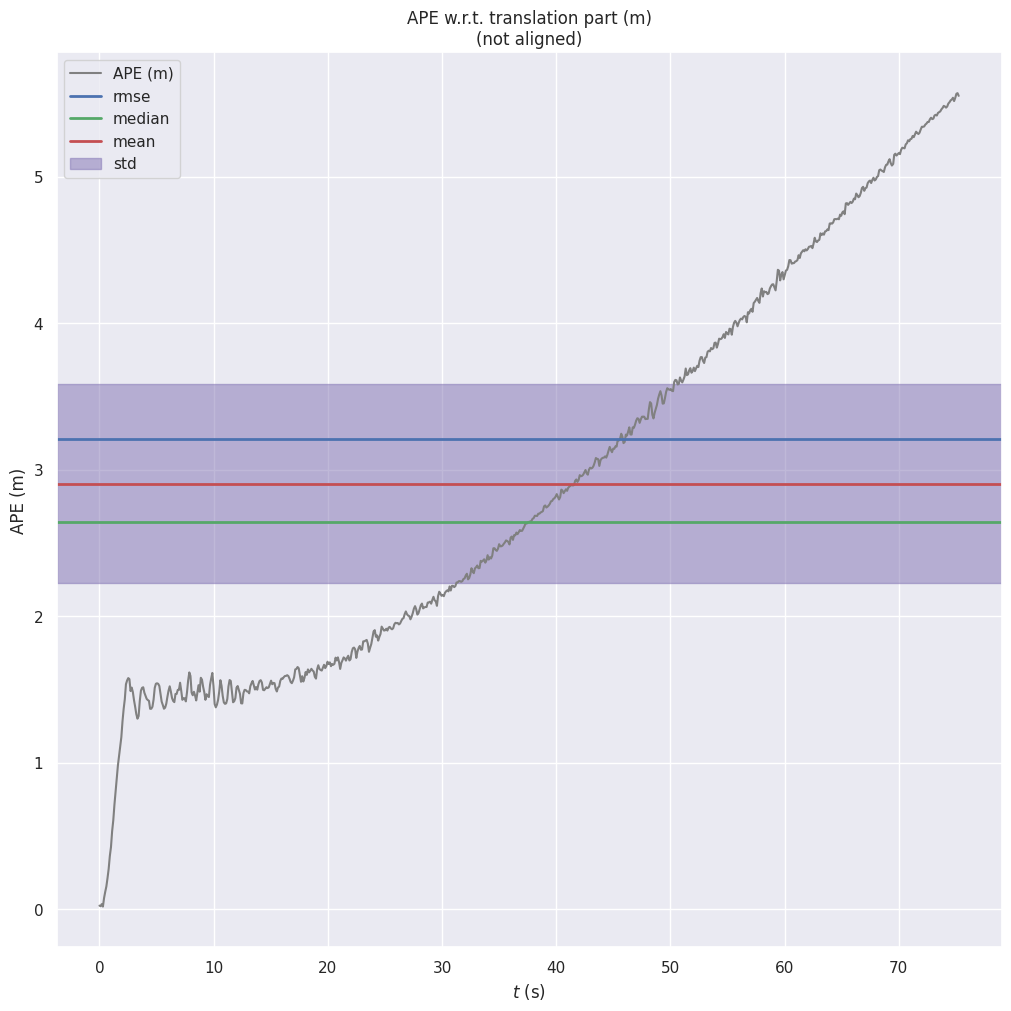 APE w.r.t. translation part (m)
(not aligned)
APE (m)
rmse
median
mean
std
APE (m)
5
4
3
2
1
0
0 10 20 30 40 50 60 70
t (s)